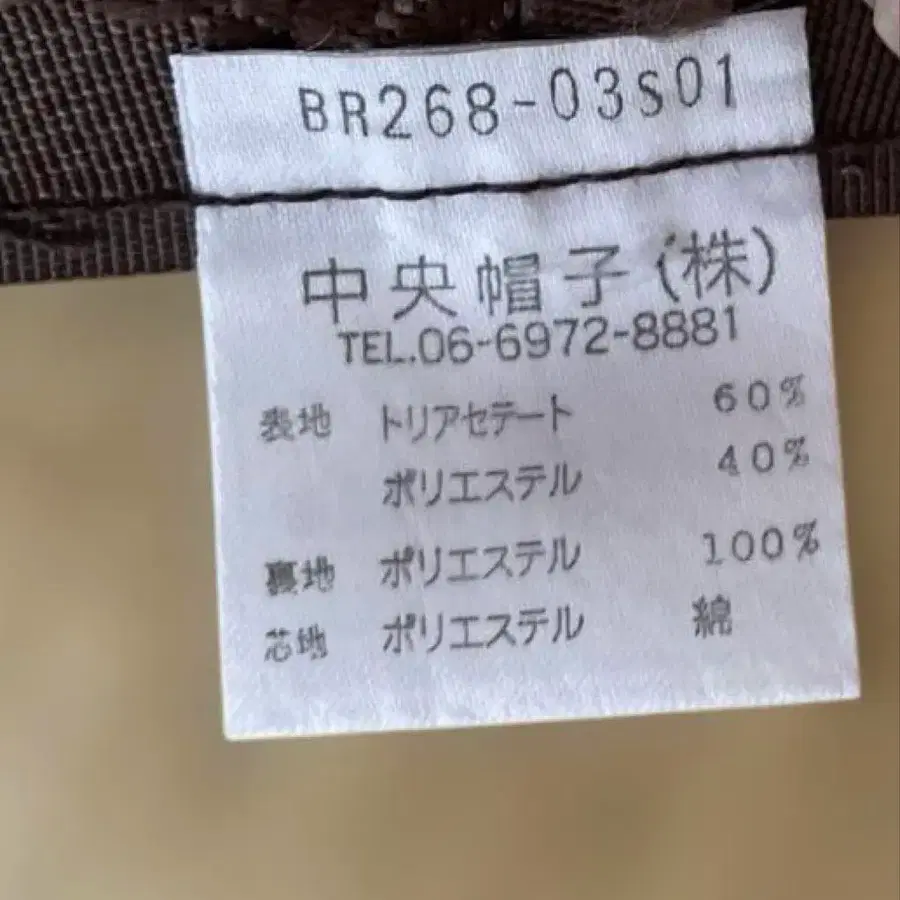 BR268-03S01
中央帽子(株)
TEL.06-6972-8881
表地 トリアセテート 60%
ポリエステル 40%
裏地 ポリエステル 100%
芯地 ポリエステル 綿